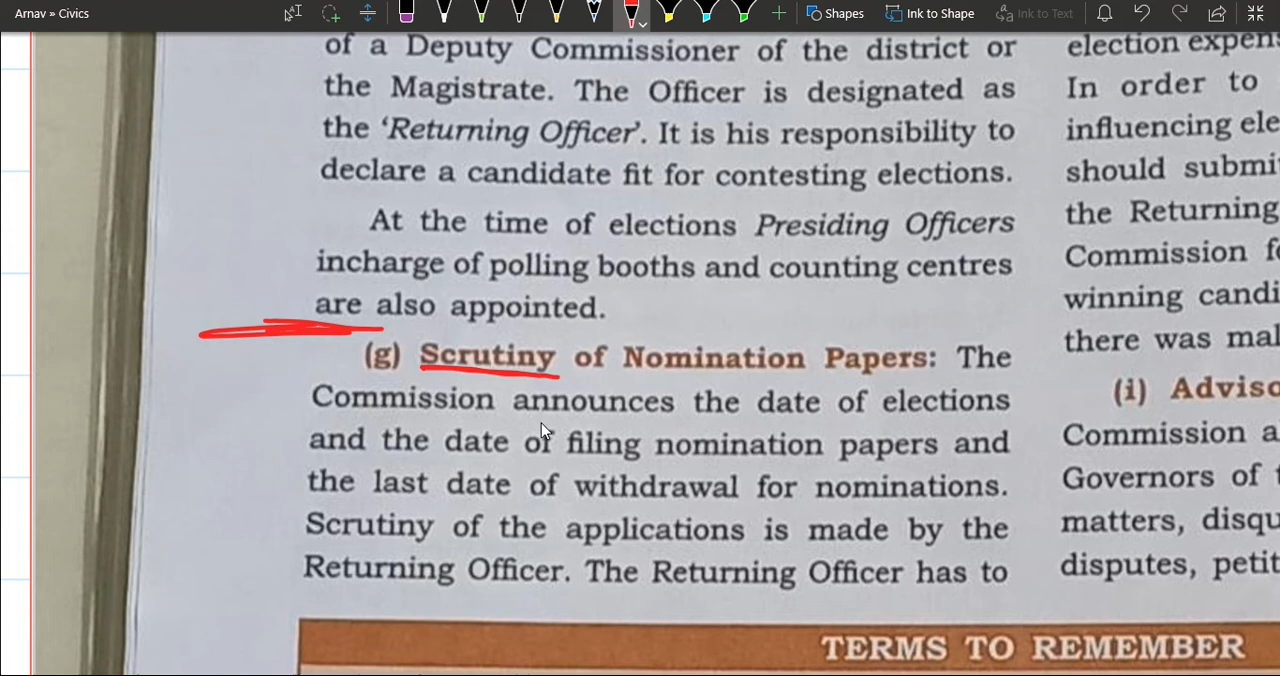 Arnav » Civics
Shapes
Ink to Shape
Ink to Text
of a Deputy Commissioner of the district or
the Magistrate. The Officer is designated as
the ‘Returning Officer’. It is his responsibility to
declare a candidate fit for contesting elections.
At the time of elections Presiding Officers
incharge of polling booths and counting centres
are also appointed.
(g) Scrutiny of Nomination Papers: The
Commission announces the date of elections
and the date of filing nomination papers and
the last date of withdrawal for nominations.
Scrutiny of the applications is made by the
Returning Officer. The Returning Officer has to
election
In order to
influencing
should
the Returning
Commission
winning
there was
(i)
Commission a
Governors of
matters,
disputes,
TERMS TO REMEMBER